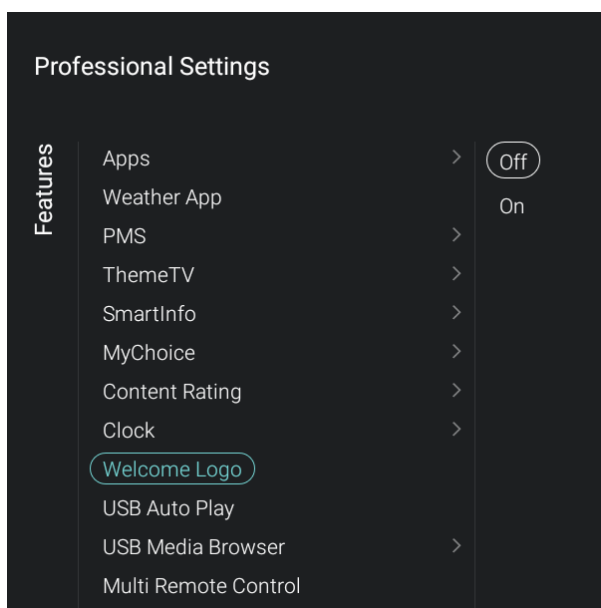 Professional Settings
Features
Apps
Weather App
PMS
ThemeTV
SmartInfo
MyChoice
Content Rating
Clock
Welcome Logo
USB Auto Play
USB Media Browser
Multi Remote Control
Off
On